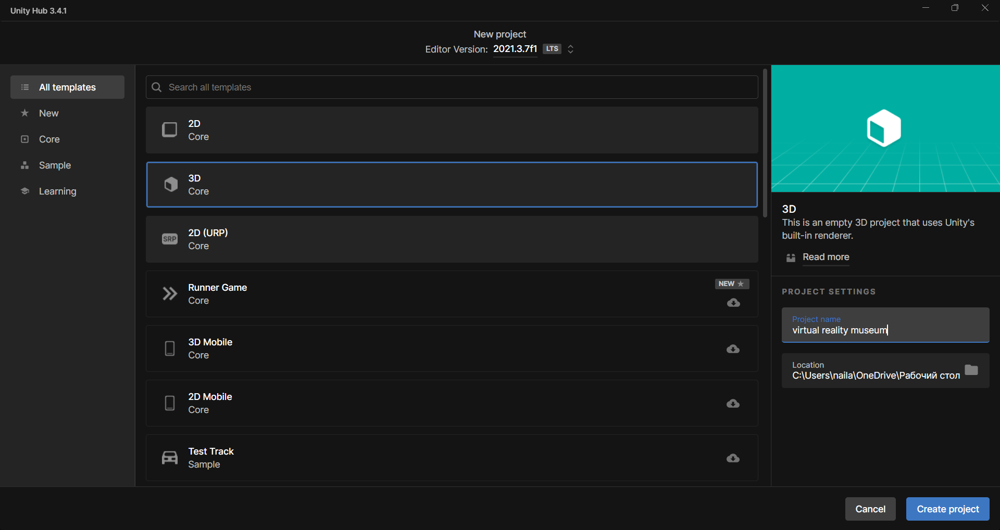 Unity Hub 3.4.1
New project
Editor Version: 2021.3.7f1 LTS
All templates
New
Core
Sample
Learning
Search all templates
2D
Core
3D
Core
SRP
2D (URP)
Core
Runner Game
Core
NEW
3D Mobile
Core
2D Mobile
Core
Test Track
Sample
3D
This is an empty 3D project that uses Unity's
built-in renderer.
Read more
PROJECT SETTINGS
Project name
virtual reality museum
Location
C:\Users\naila\OneDrive\Рабочий стол
Cancel
Create project